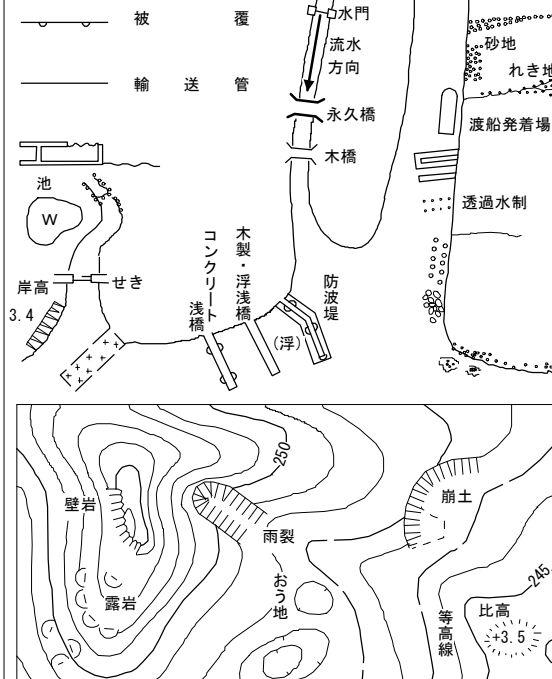 被覆
輸送管
水門
流水
方向
永久橋
木橋
砂地
れき地
渡船発着場
透過水制
池
W
せき
岸高
3.4
コンクリート
浅橋
木製・浮浅橋
防波堤
(浮)
250
壁岩
雨裂
崩土
露岩
おう地
等高線
比高
+3.5
245.